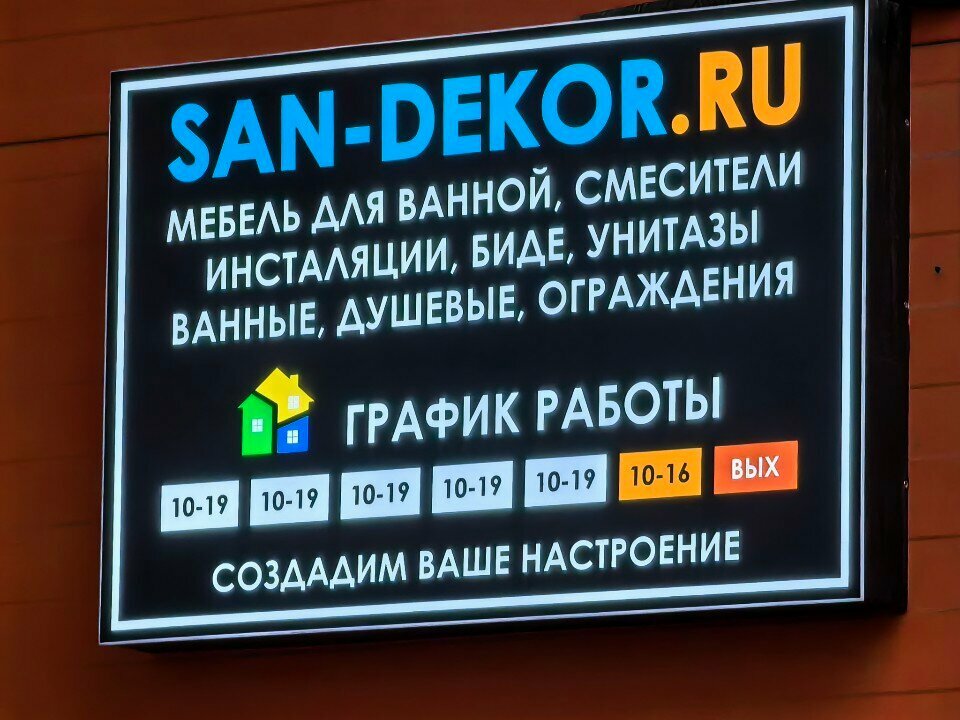 SAN-DEKOR.RU
МЕБЕЛЬ ДЛЯ ВАННОЙ, СМЕСИТЕЛИ
ИНСТАЛЯЦИИ, БИДЕ, УНИТАЗЫ
ВАННЫЕ, ДУШЕВЫЕ, ОГРАЖДЕНИЯ
ГРАФИК РАБОТЫ
10-19 10-19 10-19 10-19 10-19 10-16 ВЫХ
СОЗДАДИМ ВАШЕ НАСТРОЕНИЕ